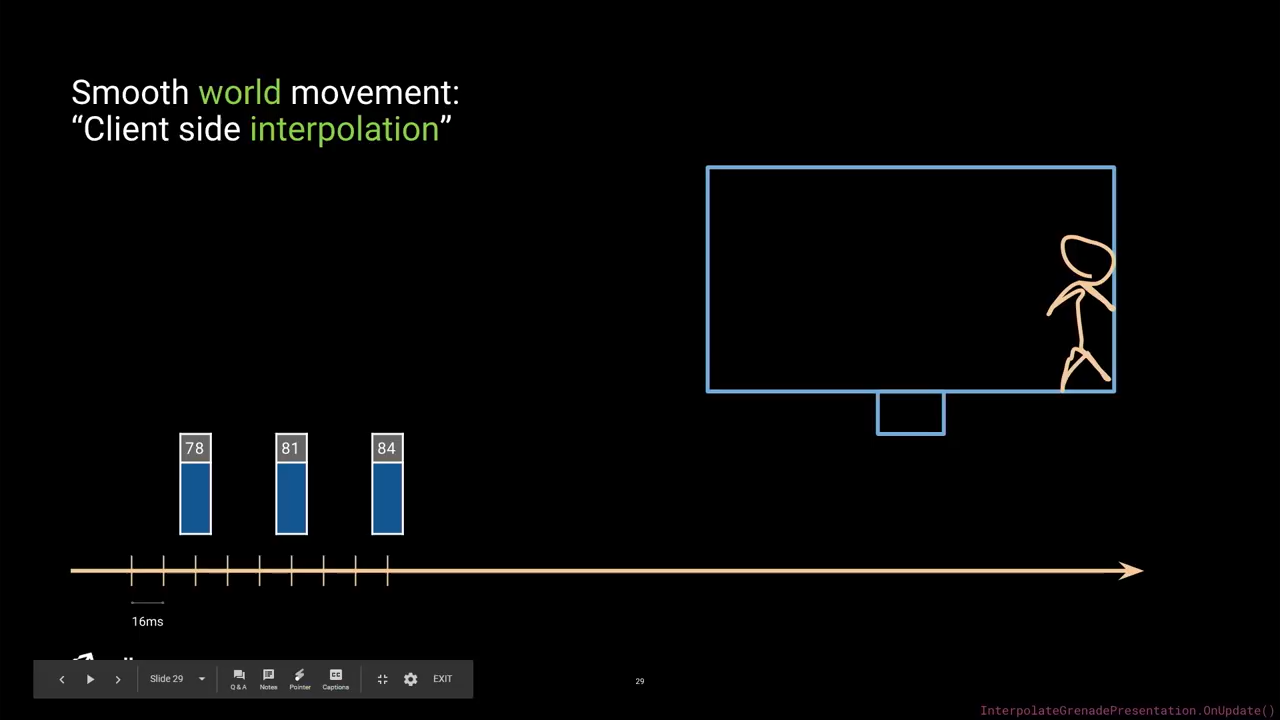 Smooth world movement:
“Client side interpolation”
78
81
84
16ms
Slide 29
Q & A
Notes
Pointer
Captions
EXIT
29
InterpolateGrenadePresentation.OnUpdate()